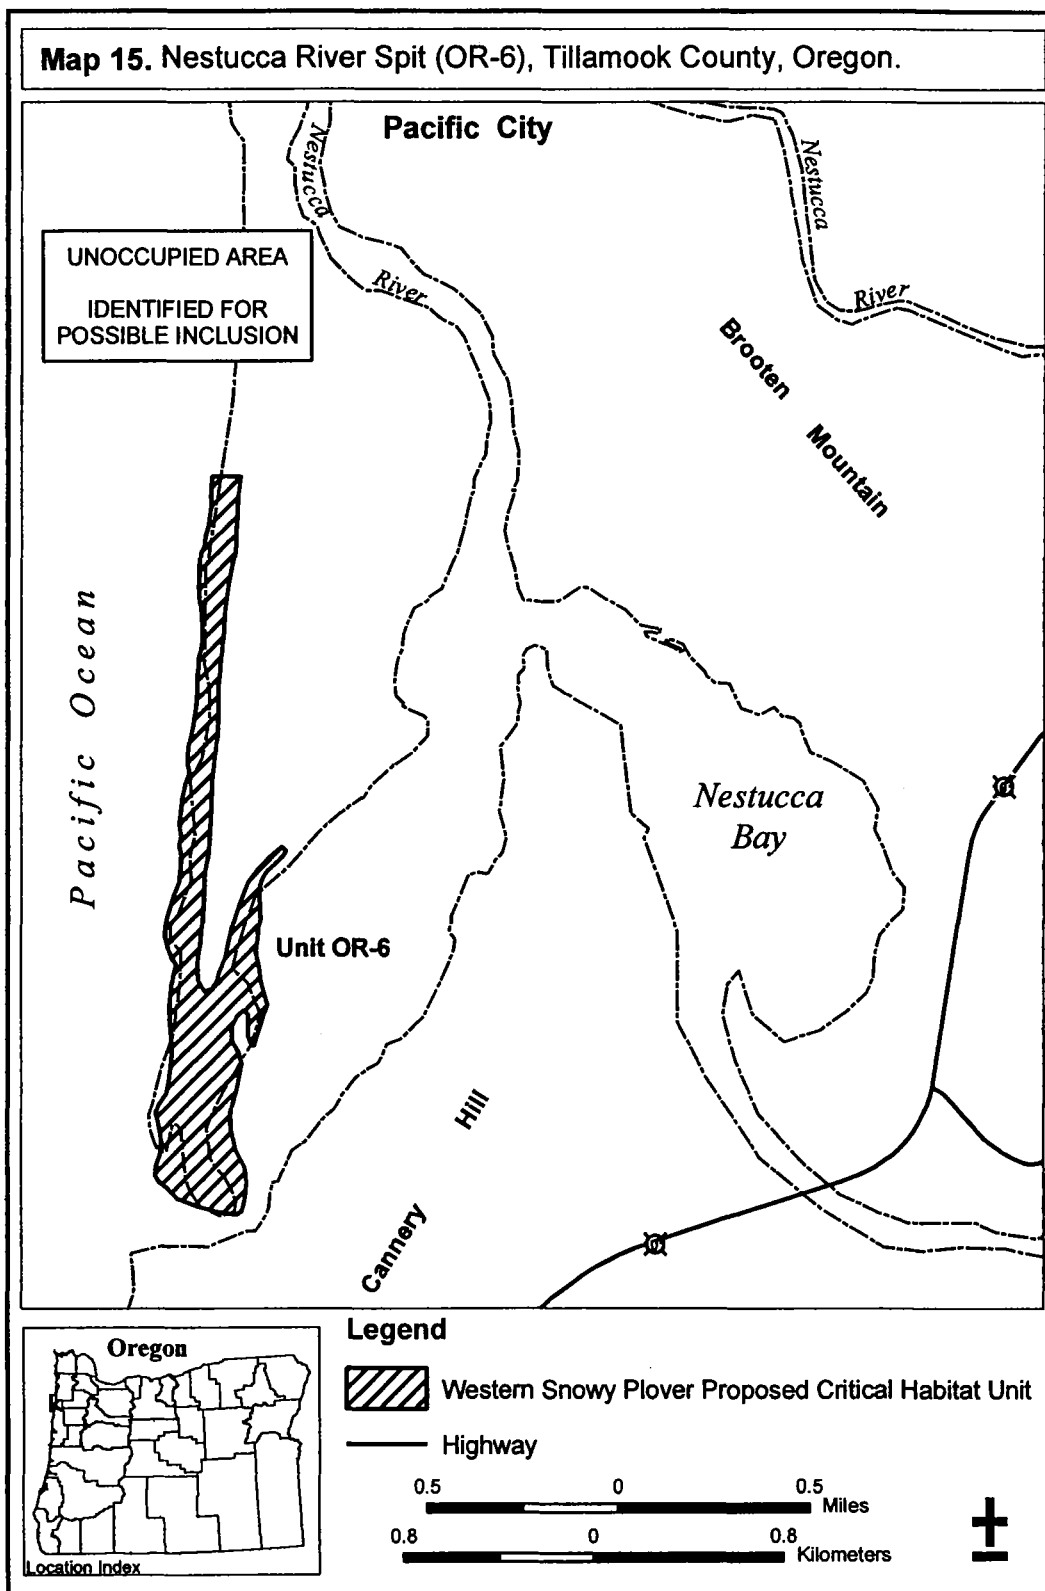 Map 15. Nestucca River Spit (OR-6), Tillamook County, Oregon.
Pacific City
Nestucca
River
Nestucca
River
UNOCCUPIED AREA
IDENTIFIED FOR
POSSIBLE INCLUSION
Brooten
Mountain
Pacific Ocean
Nestucca
Bay
Unit OR-6
Cannery Hill
Oregon
Location Index
Legend
Western Snowy Plover Proposed Critical Habitat Unit
Highway
0.5 0 0.5
Miles
0.8 0 0.8
Kilometers